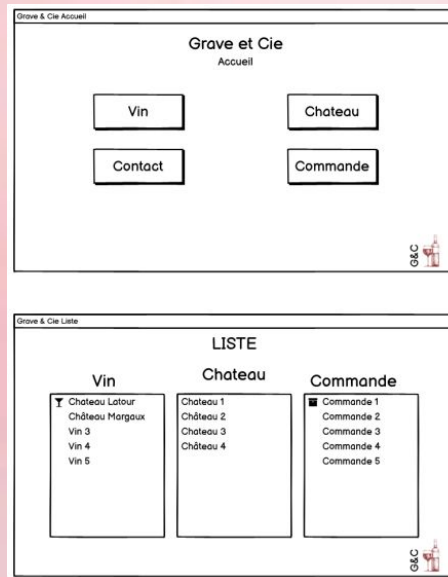 Grave & Cie Accueil
Grave et Cie
Accueil
Vin
Chateau
Contact
Commande
G&C
Grave & Cie Liste
LISTE
Vin
Chateau
Commande
Chateau Latour
Château Margaux
Vin 3
Vin 4
Vin 5
Chateau 1
Château 2
Château 3
Château 4
Commande 1
Commande 2
Commande 3
Commande 4
Commande 5
G&C